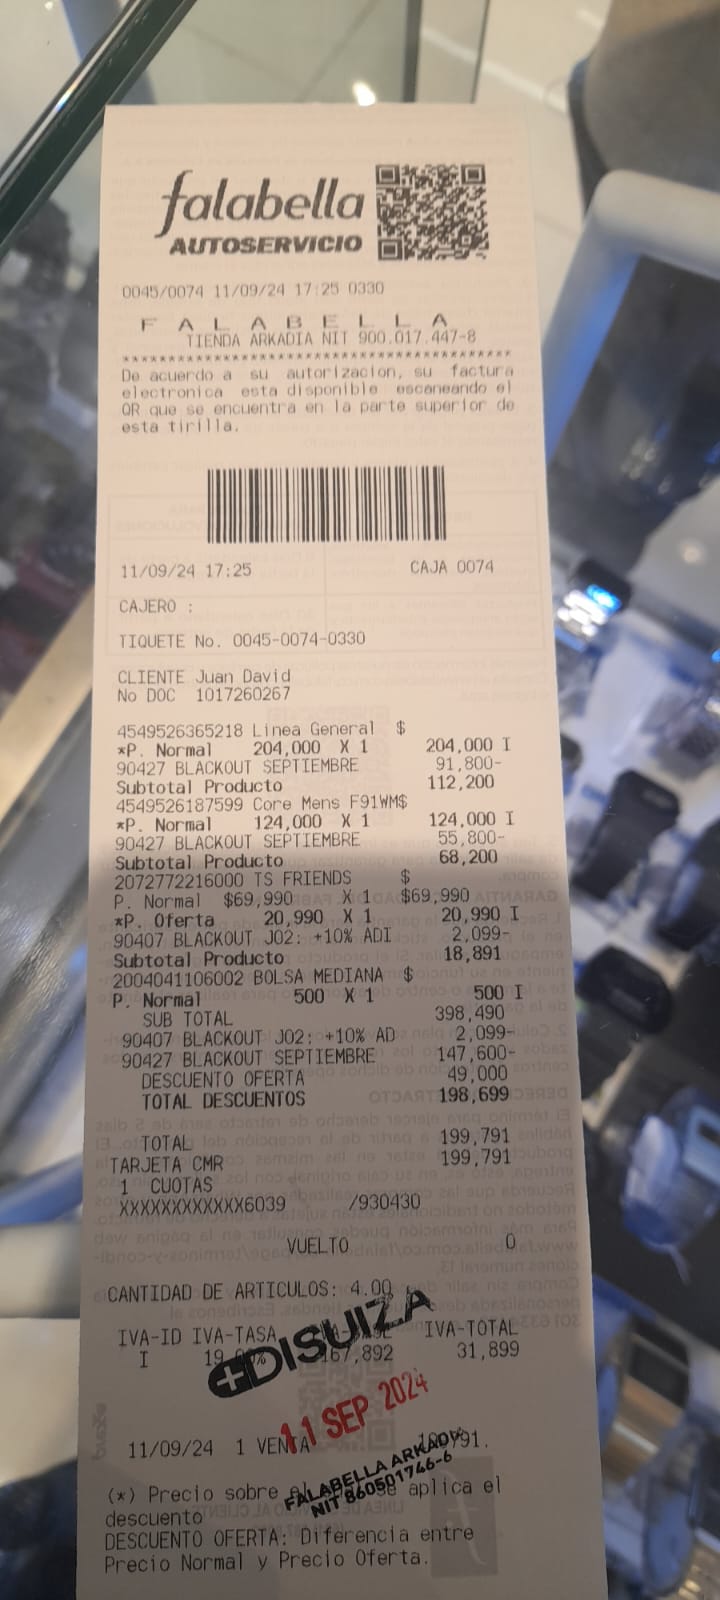 falabella
AUTOSERVICIO
0045/0074 11/09/24 17:25 0330
F A L A B E L L A
TIENDA ARKADIA NIT 900.017.447-8
****************************************************
De acuerdo a su autorizacion, su factura
electronica esta disponible escaneando el
QR que se encuentra en la parte superior de
esta tirilla.
11/09/24 17:25 CAJA 0074
CAJERO :
TIQUETE No. 0045-0074-0330
CLIENTE Juan David
No DOC 1017260267
4549526365218 Linea General $
*P. Normal 204,000 X 1 204,000 I
90427 BLACKOUT SEPTIEMBRE 91,800-
Subtotal Producto 112,200
4549526187599 Core Mens F91WM$
*P. Normal 124,000 X 1 124,000 I
90427 BLACKOUT SEPTIEMBRE 55,800-
Subtotal Producto 68,200
2072772216000 TS FRIENDS $
P. Normal $69,990 X 1 $69,990
*P. Oferta 20,990 X 1 20,990 I
90407 BLACKOUT J02: +10% ADI 2,099-
Subtotal Producto 18,891
2004041106002 BOLSA MEDIANA $
P. Normal 500 X 1 500 I
SUB TOTAL 398,490
90407 BLACKOUT J02: +10% AD 2,099-
90427 BLACKOUT SEPTIEMBRE 147,600-
DESCUENTO OFERTA 49,000
TOTAL DESCUENTOS 198,699
TOTAL 199,791
TARJETA CMR 199,791
1 CUOTAS
XXXXXXXXXXXX6039 /930430
VUELTO 0
CANTIDAD DE ARTICULOS: 4.00
IVA-ID IVA-TASA IVA-TOTAL
I 167,892 31,899
DISUIZA
11 SEP 2024
11/09/24 1 VENTA
FALABELLA ARKADIA
NIT 860501746-6
(*) Precio sobre el aplica el
descuento
DESCUENTO OFERTA: Diferencia entre
Precio Normal y Precio Oferta.